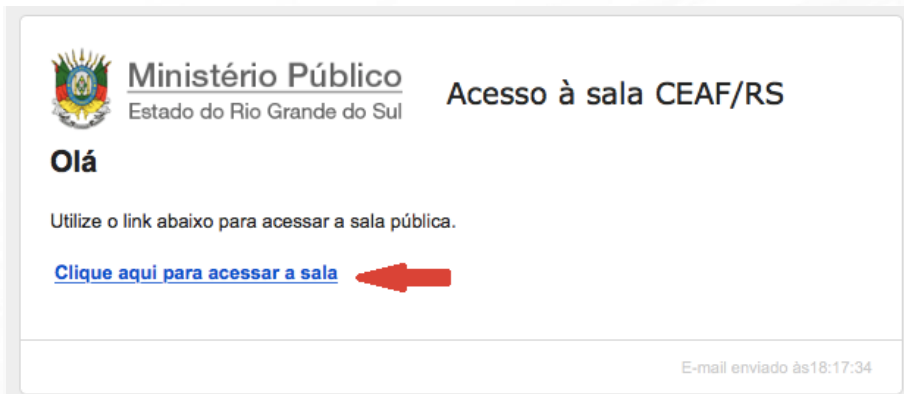 Ministério Público
Estado do Rio Grande do Sul
Acesso à sala CEAF/RS
Olá
Utilize o link abaixo para acessar a sala pública.
Clique aqui para acessar a sala
E-mail enviado às18:17:34